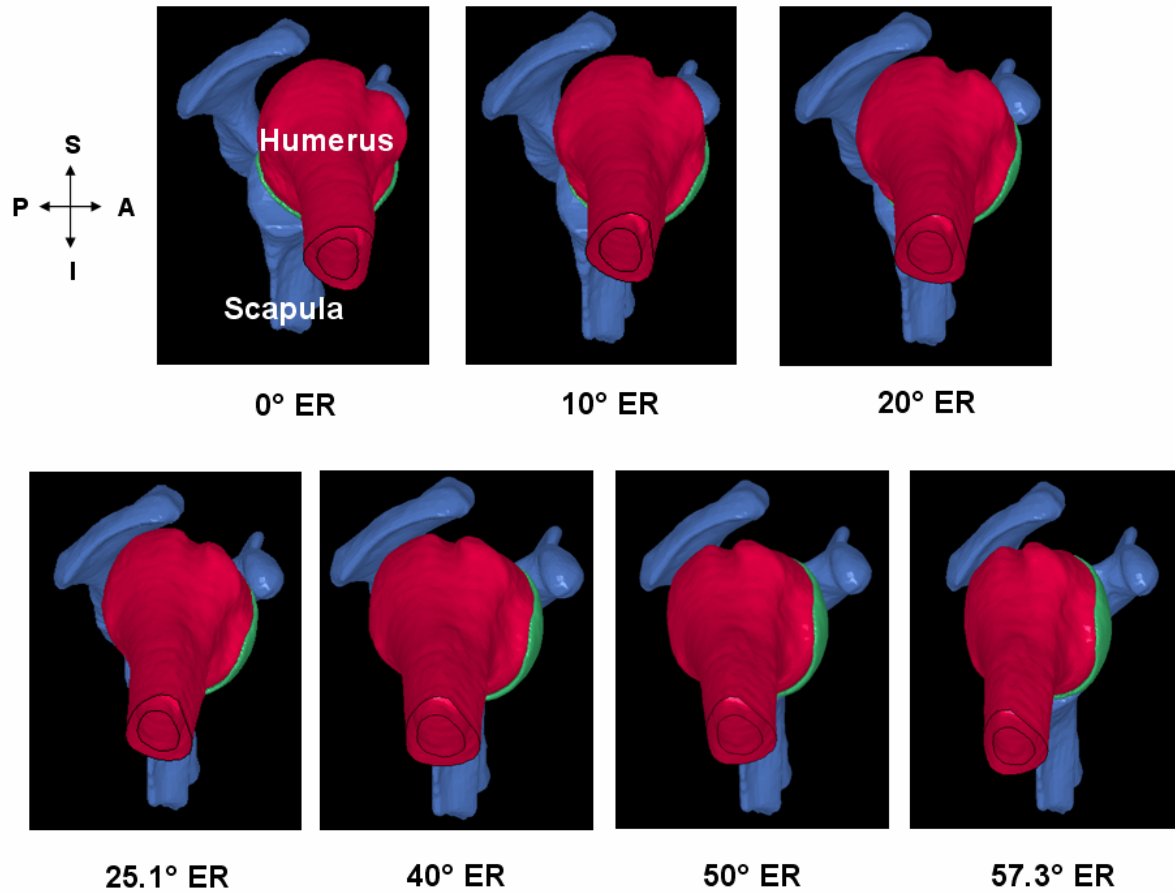 S
P A
I
Humerus
Scapula
0° ER
10° ER
20° ER
25.1° ER
40° ER
50° ER
57.3° ER